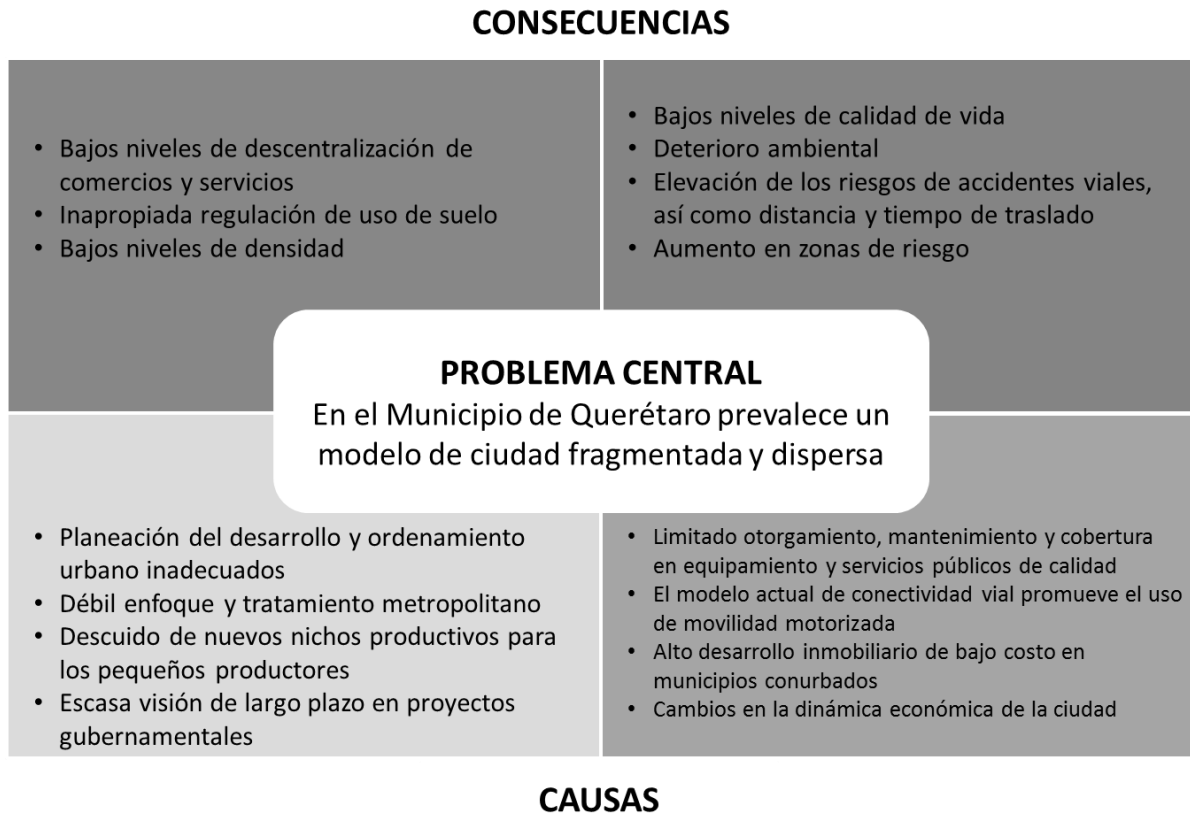 CONSECUENCIAS
• Bajos niveles de descentralización de
comercios y servicios
• Inapropiada regulación de uso de suelo
• Bajos niveles de densidad
• Bajos niveles de calidad de vida
• Deterioro ambiental
• Elevación de los riesgos de accidentes viales,
así como distancia y tiempo de traslado
• Aumento en zonas de riesgo
PROBLEMA CENTRAL
En el Municipio de Querétaro prevalece un
modelo de ciudad fragmentada y dispersa
• Planeación del desarrollo y ordenamiento
urbano inadecuados
• Débil enfoque y tratamiento metropolitano
• Descuido de nuevos nichos productivos para
los pequeños productores
• Escasa visión de largo plazo en proyectos
gubernamentales
• Limitado otorgamiento, mantenimiento y cobertura
en equipamiento y servicios públicos de calidad
• El modelo actual de conectividad vial promueve el uso
de movilidad motorizada
• Alto desarrollo inmobiliario de bajo costo en
municipios conurbados
• Cambios en la dinámica económica de la ciudad
CAUSAS